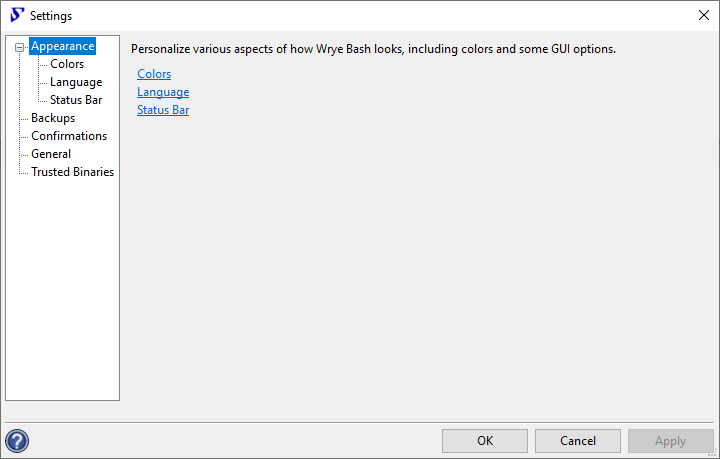 Settings
Appearance
Colors
Language
Status Bar
Backups
Confirmations
General
Trusted Binaries
Personalize various aspects of how Wrye Bash looks, including colors and some GUI options.
Colors
Language
Status Bar
?
OK
Cancel
Apply